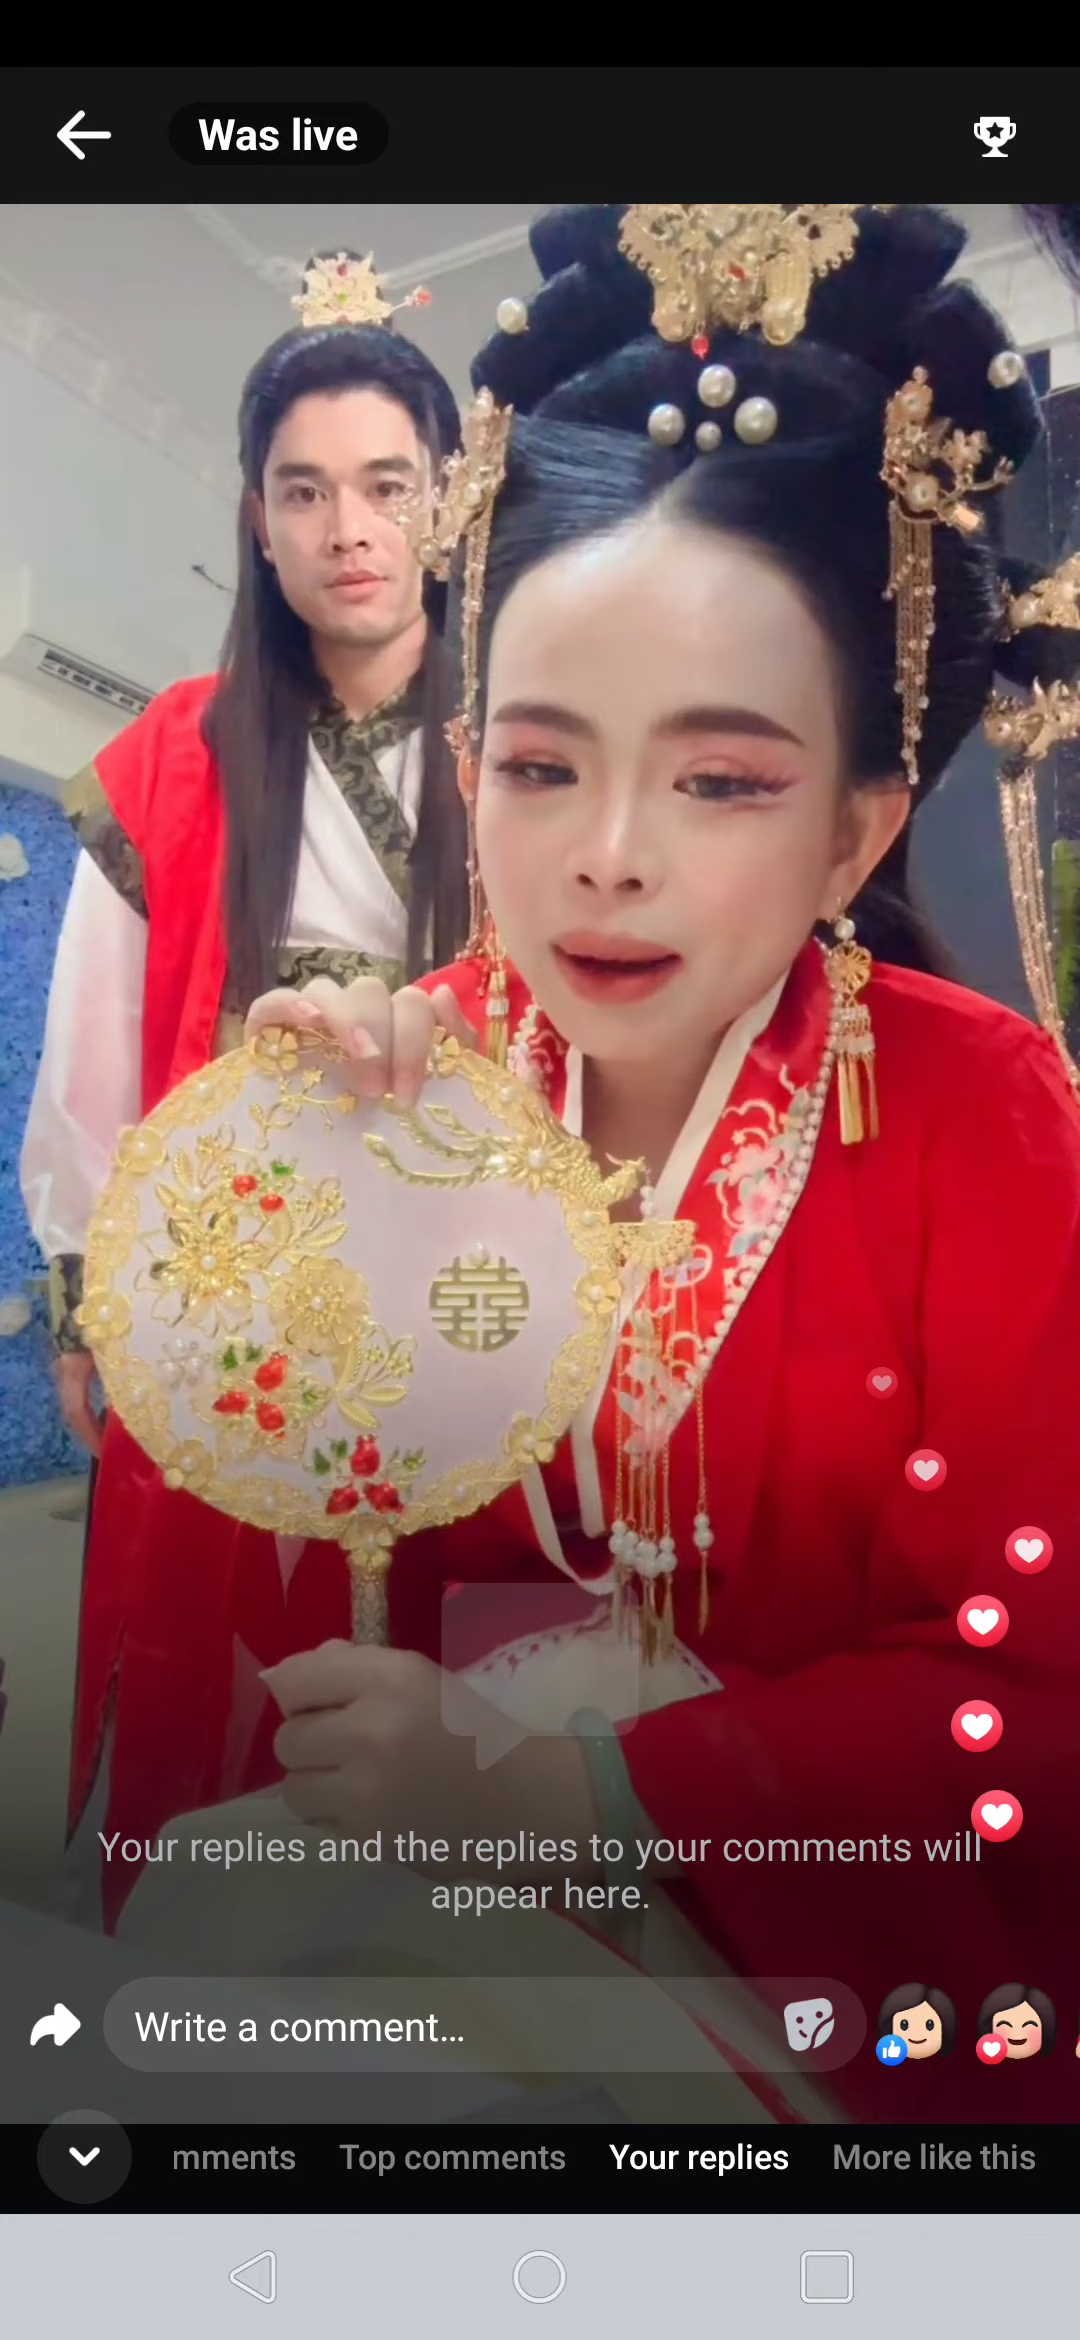 Was live
囍
Your replies and the replies to your comments will
appear here.
Write a comment...
mments
Top comments
Your replies
More like this